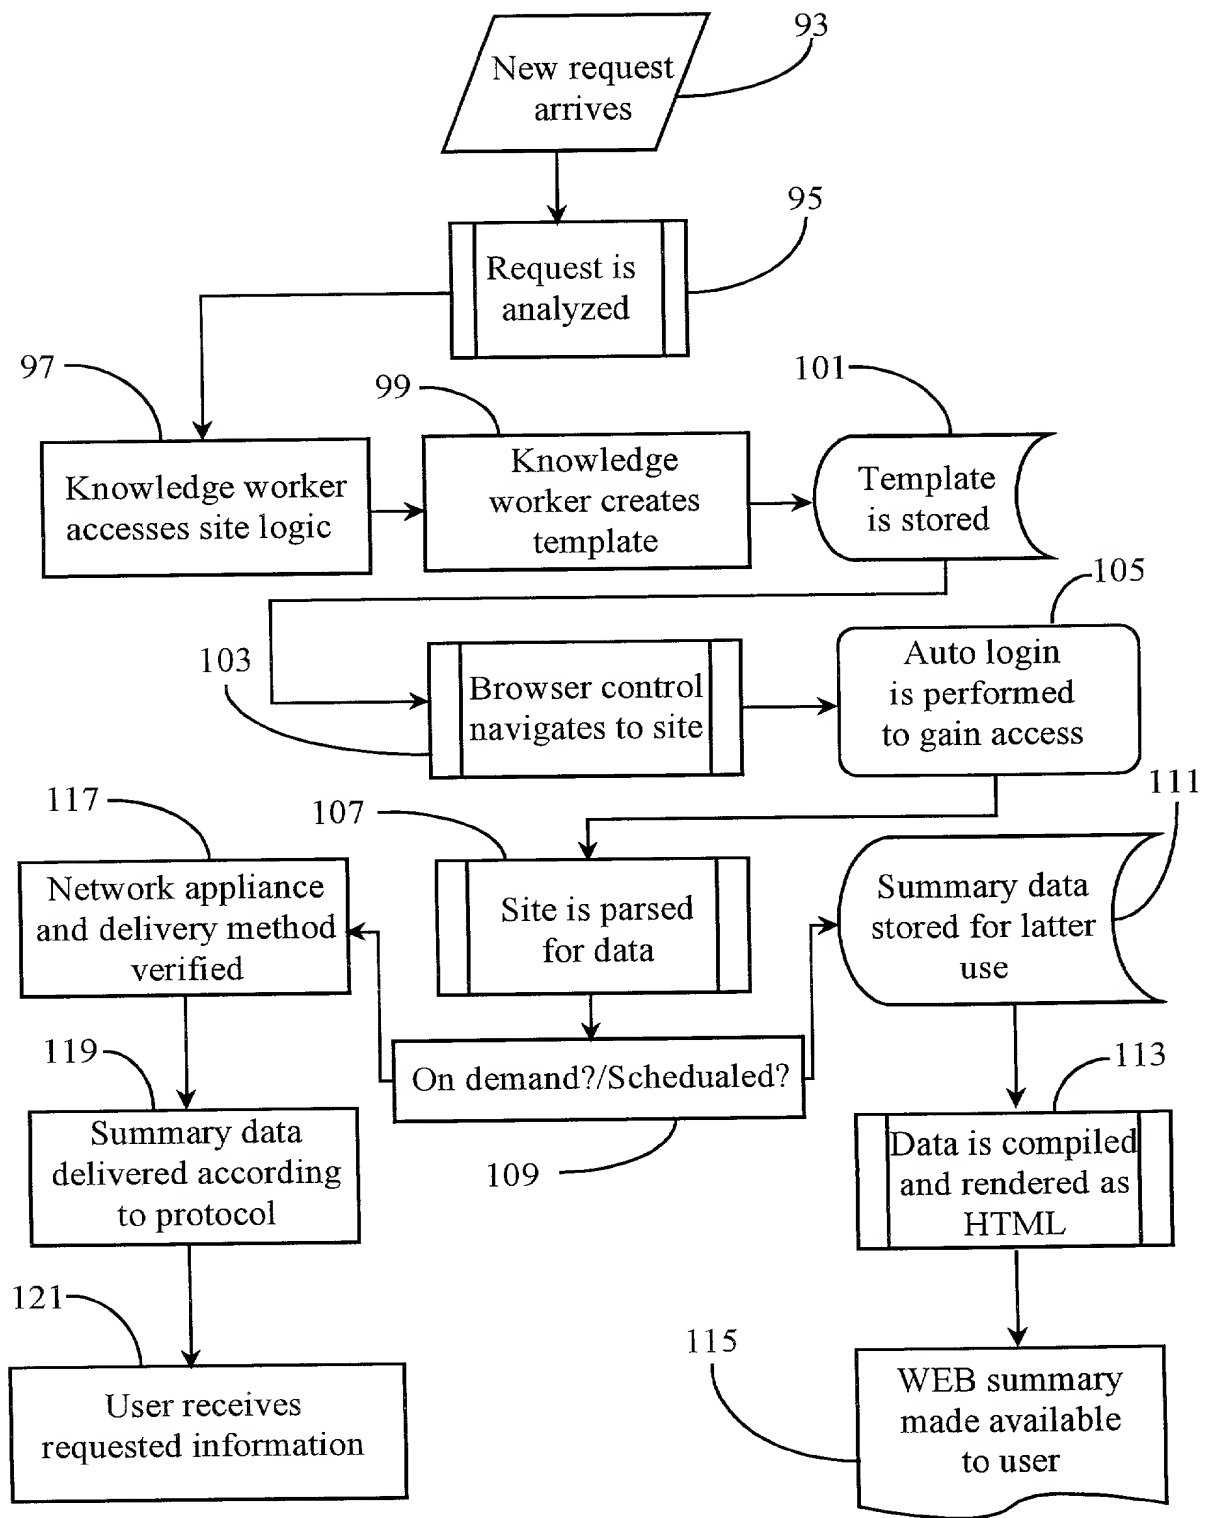 93
New request
arrives
95
Request is
analyzed
97
Knowledge worker
accesses site logic
99
Knowledge
worker creates
template
101
Template
is stored
103
Browser control
navigates to site
105
Auto login
is performed
to gain access
107
Site is parsed
for data
109
On demand?/Schedualed?
111
Summary data
stored for latter
use
113
Data is compiled
and rendered as
HTML
115
WEB summary
made available
to user
117
Network appliance
and delivery method
verified
119
Summary data
delivered according
to protocol
121
User receives
requested information